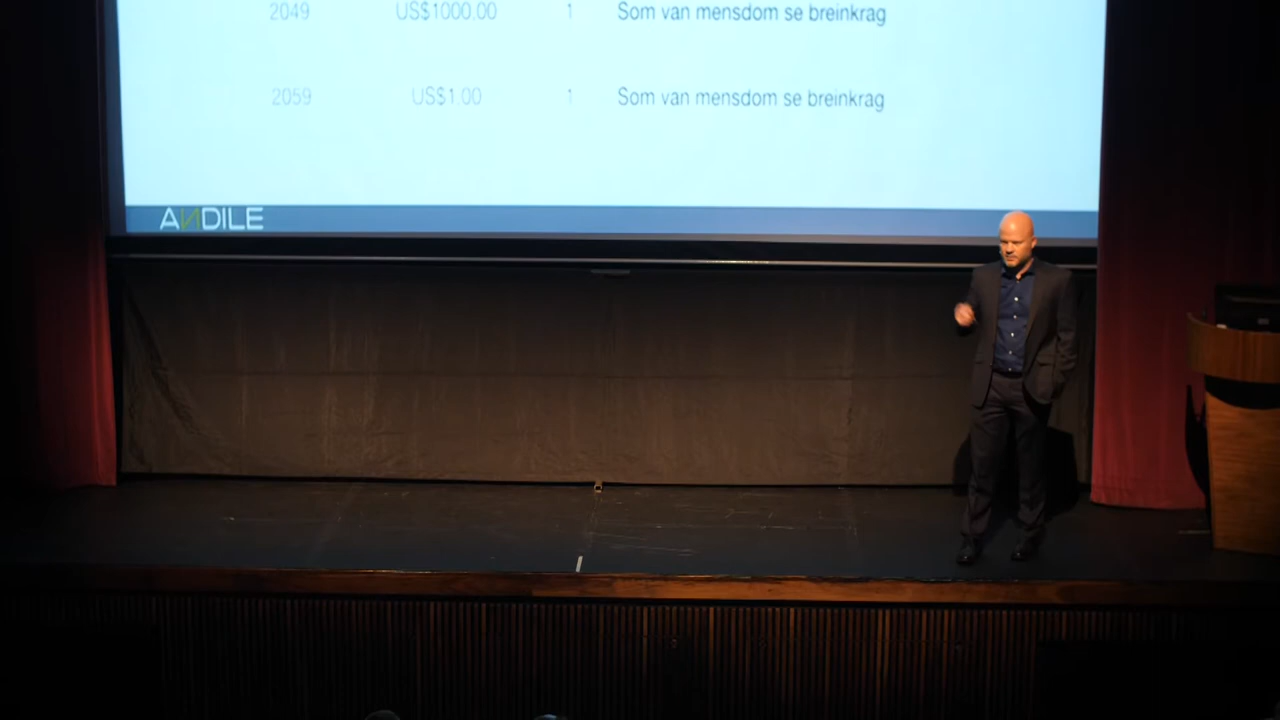 2049 US$1000.00 1 Som van mensdom se breinkrag
2059 US$1.00 1 Som van mensdom se breinkrag
ANDILE